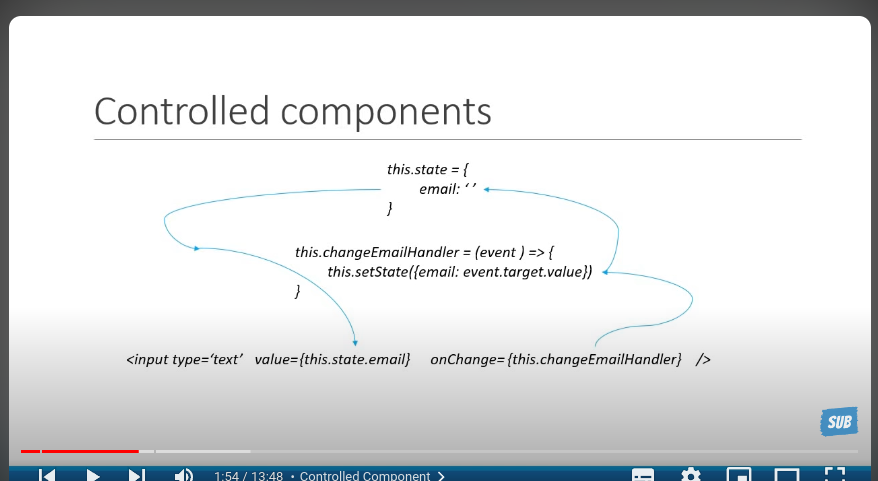 Controlled components
this.state = {
email: ‘ ’
}
this.changeEmailHandler = (event ) => {
this.setState({email: event.target.value})
}
<input type=‘text’ value={this.state.email} onChange={this.changeEmailHandler} />
SUB
1:54 / 13:48 • Controlled Component >